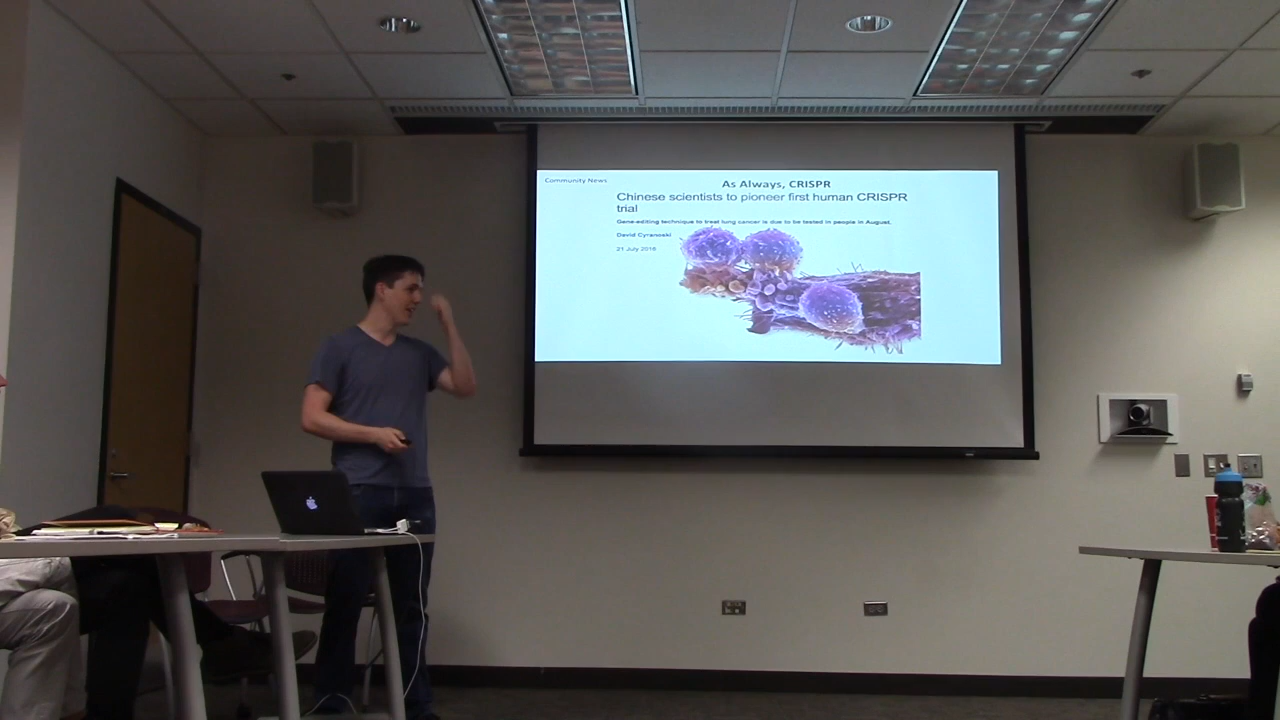 Community News
As Always, CRISPR
Chinese scientists to pioneer first human CRISPR
trial
Gene-editing technique to treat lung cancer is due to be tested in people in August.
David Cyranoski
21 July 2016